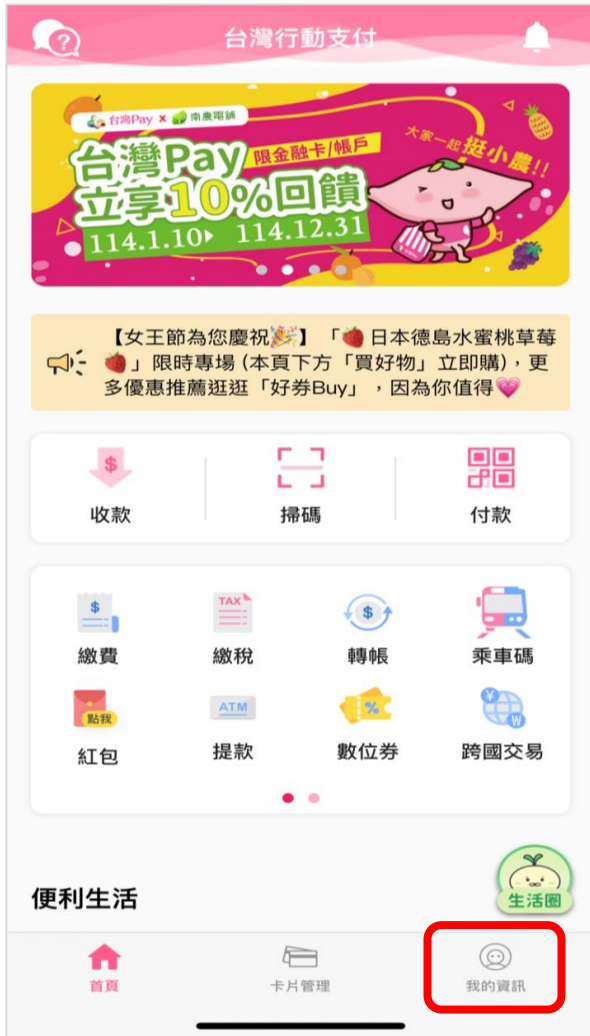 台灣行動支付
台灣Pay x 南農電舖
大家一起挺小農!!
台灣Pay 限金融卡/帳戶
立享10%回饋
114.1.10▸ 114.12.31
【女王節為您慶祝🎉】「🍓日本德島水蜜桃草莓
🍓」限時專場 (本頁下方「買好物」立即購)，更
多優惠推薦逛逛「好券Buy」，因為你值得💗
收款
掃碼
付款
TAX
繳費
繳稅
轉帳
乘車碼
點我
ATM
紅包
提款
數位券
跨國交易
便利生活
生活圈
首頁
卡片管理
我的資訊